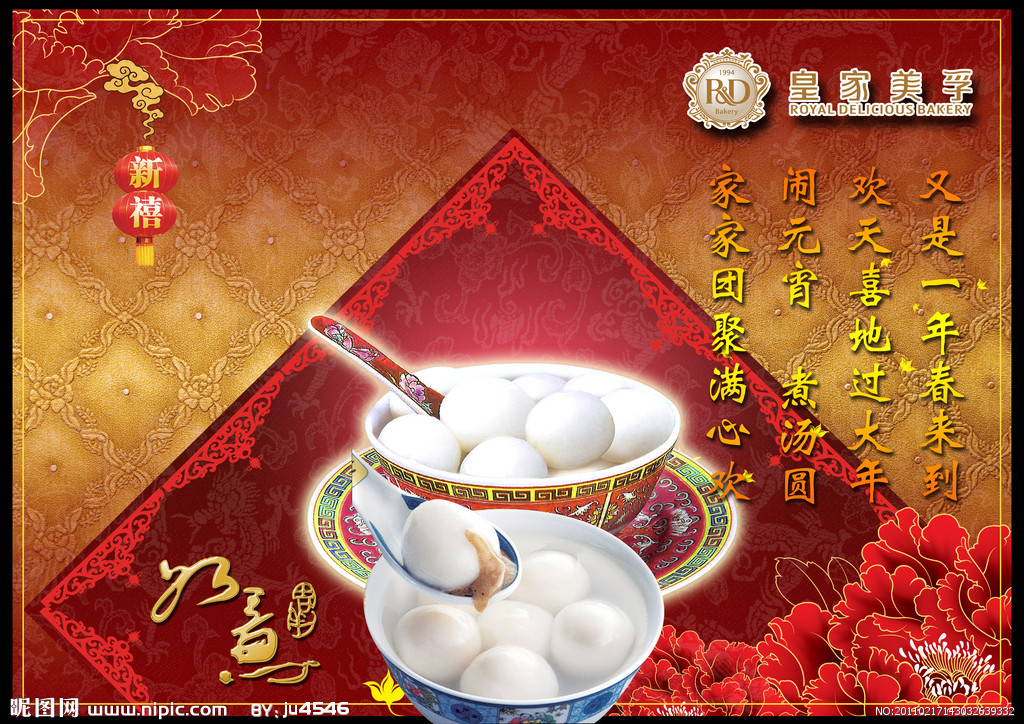 1994
R&D
Bakery
皇家美孚
ROYAL DELICIOUS BAKERY
新禧
又是一年春来到
欢天喜地过大年
闹元宵 煮汤圆
家家团聚满心欢
如意
昵图网 www.nipic.com BY:ju4546
NO:20110217143032639332